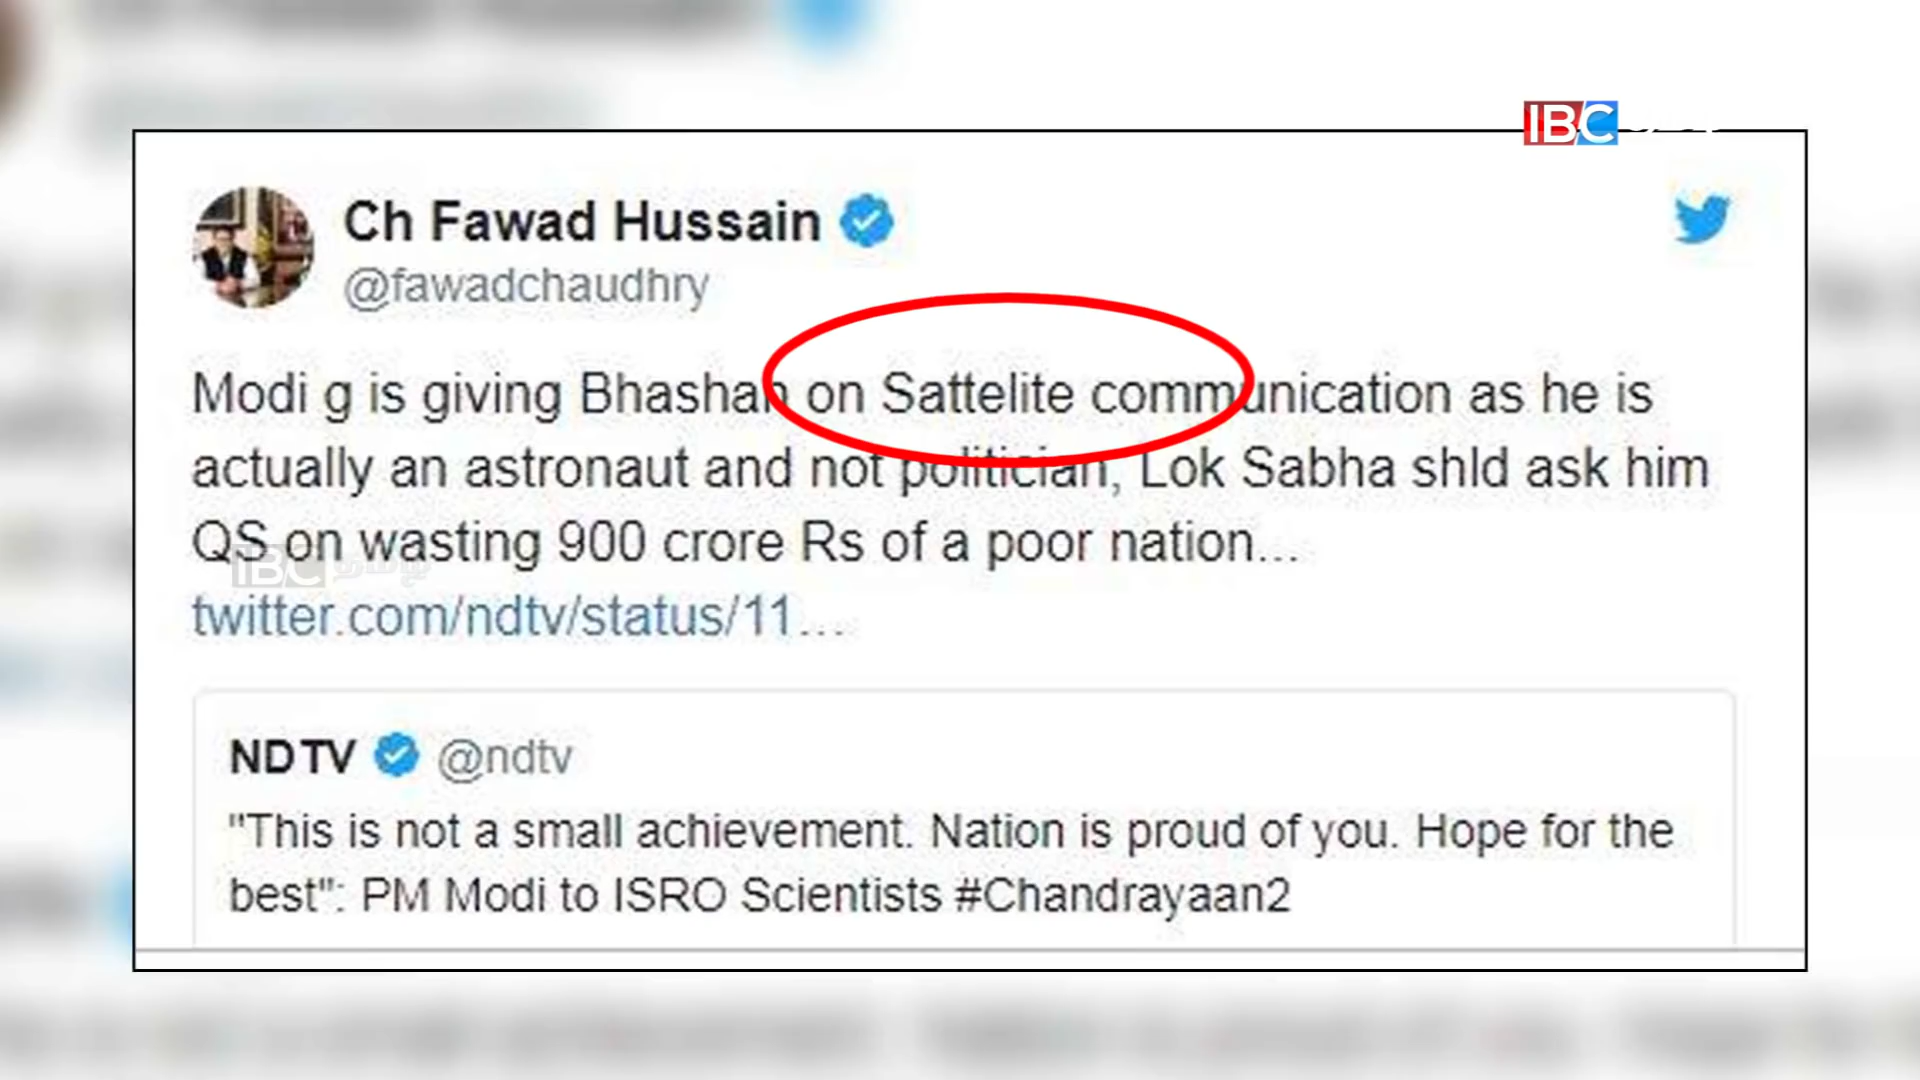 IBC
Ch Fawad Hussain
@fawadchaudhry
Modi g is giving Bhashan on Sattelite communication as he is
actually an astronaut and not politician, Lok Sabha shld ask him
QS on wasting 900 crore Rs of a poor nation...
IBC தமிழ்
twitter.com/ndtv/status/11...
NDTV @ndtv
"This is not a small achievement. Nation is proud of you. Hope for the
best": PM Modi to ISRO Scientists #Chandrayaan2